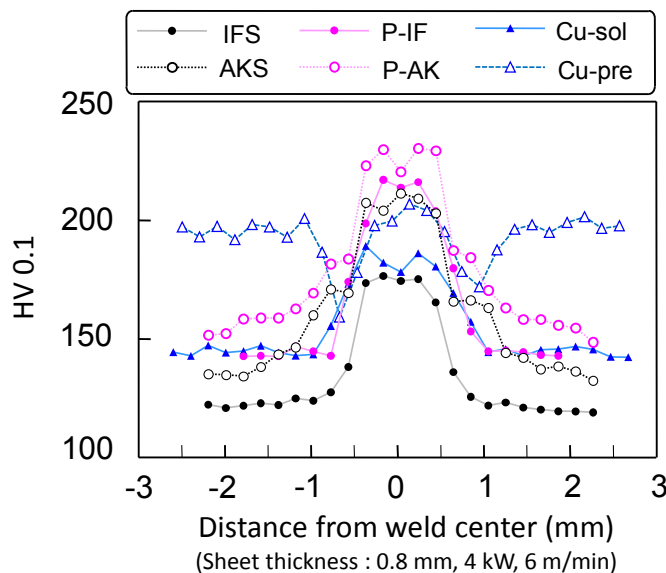 IFS P-IF Cu-sol
AKS P-AK Cu-pre
250
200
150
100
HV 0.1
-3 -2 -1 0 1 2 3
Distance from weld center (mm)
(Sheet thickness : 0.8 mm, 4 kW, 6 m/min)